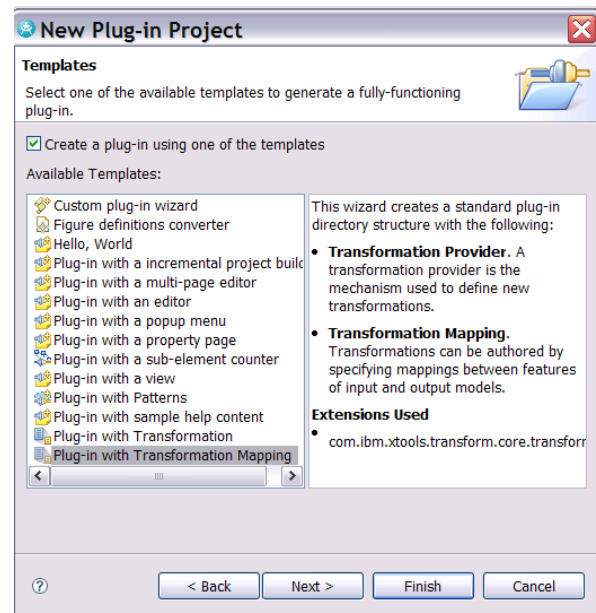 New Plug-in Project
Templates
Select one of the available templates to generate a fully-functioning
plug-in.
Create a plug-in using one of the templates
Available Templates:
Custom plug-in wizard
Figure definitions converter
Hello, World
Plug-in with a incremental project builc
Plug-in with a multi-page editor
Plug-in with an editor
Plug-in with a popup menu
Plug-in with a property page
Plug-in with a sub-element counter
Plug-in with a view
Plug-in with Patterns
Plug-in with sample help content
Plug-in with Transformation
Plug-in with Transformation Mapping
This wizard creates a standard plug-in
directory structure with the following:
• Transformation Provider. A
transformation provider is the
mechanism used to define new
transformations.
• Transformation Mapping.
Transformations can be authored by
specifying mappings between features
of input and output models.
Extensions Used
• com.ibm.xtools.transform.core.transforr
?
< Back
Next >
Finish
Cancel